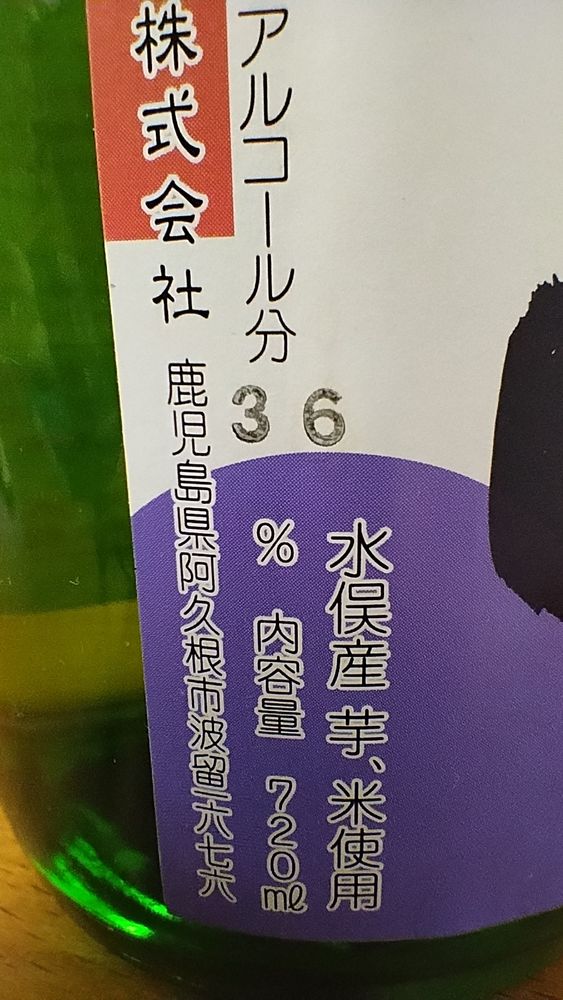 水俣産 芋、米使用
アルコール分 36 % 内容量 720㎖
株式会社 鹿児島県阿久根市波留二六七六